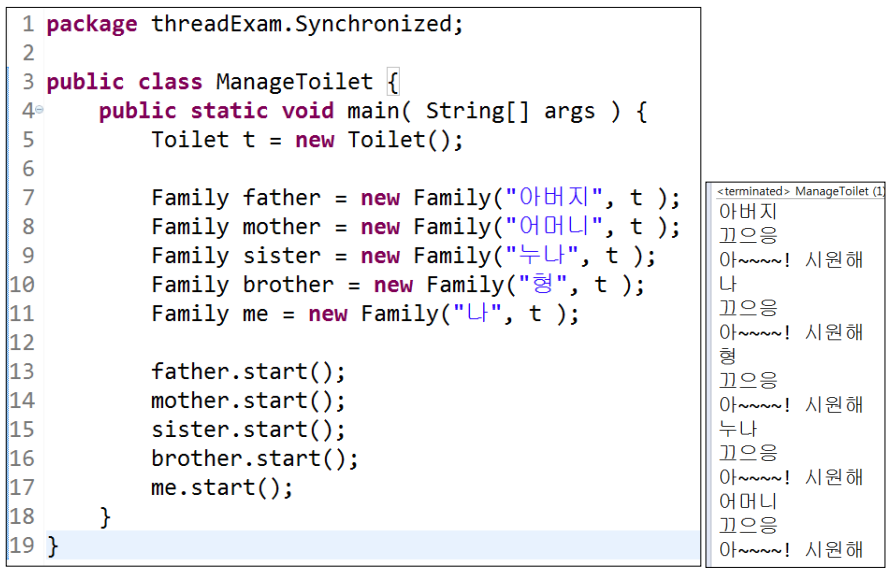 1 package threadExam.Synchronized;
2
3 public class ManageToilet {
4 public static void main( String[] args ) {
5 Toilet t = new Toilet();
6
7 Family father = new Family("아버지", t );
8 Family mother = new Family("어머니", t );
9 Family sister = new Family("누나", t );
10 Family brother = new Family("형", t );
11 Family me = new Family("나", t );
12
13 father.start();
14 mother.start();
15 sister.start();
16 brother.start();
17 me.start();
18 }
19 }
<terminated> ManageToilet (1)
아버지
끄으응
아~~~~! 시원해
나
끄으응
아~~~~! 시원해
형
끄으응
아~~~~! 시원해
누나
끄으응
아~~~~! 시원해
어머니
끄으응
아~~~~! 시원해